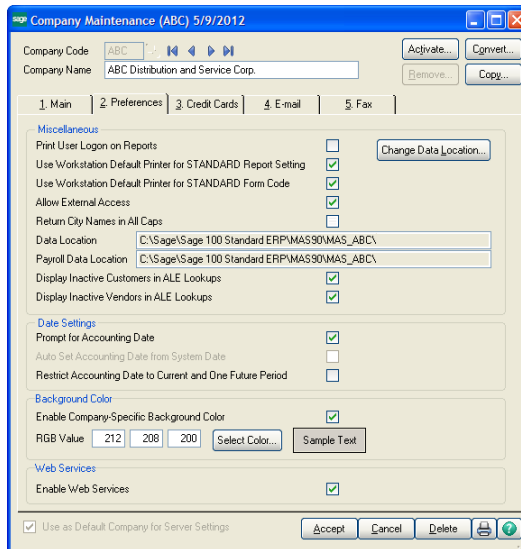 sage Company Maintenance (ABC) 5/9/2012
Company Code ABC
Activate... Convert...
Company Name ABC Distribution and Service Corp.
Remove... Copy...
1. Main 2. Preferences 3. Credit Cards 4. E-mail 5. Fax
Miscellaneous
Print User Logon on Reports
Change Data Location...
Use Workstation Default Printer for STANDARD Report Setting
Use Workstation Default Printer for STANDARD Form Code
Allow External Access
Return City Names in All Caps
Data Location C:\Sage\Sage 100 Standard ERP\MAS90\MAS_ABC\
Payroll Data Location C:\Sage\Sage 100 Standard ERP\MAS90\MAS_ABC\
Display Inactive Customers in ALE Lookups
Display Inactive Vendors in ALE Lookups
Date Settings
Prompt for Accounting Date
Auto Set Accounting Date from System Date
Restrict Accounting Date to Current and One Future Period
Background Color
Enable Company-Specific Background Color
RGB Value 212 208 200 Select Color... Sample Text
Web Services
Enable Web Services
Use as Default Company for Server Settings Accept Cancel Delete